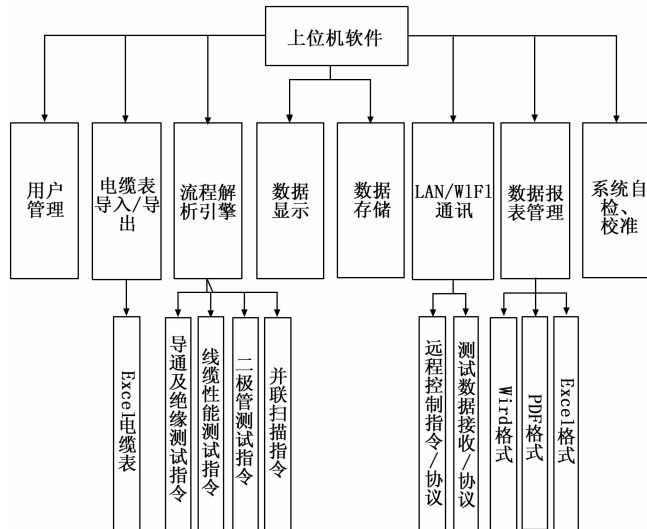 上位机软件
用户
管理
电缆表
导入/导
出
流程解
析引擎
数据
显示
数据
存储
LAN/W1F1
通讯
数据报
表管理
系统自
检、
校准
Excel电缆表
导通及绝缘测试指令
线缆性能测试指令
二极管测试指令
并联扫描指令
远程控制指令/协议
测试数据接收/协议
Wird格式
PDF格式
Excel格式